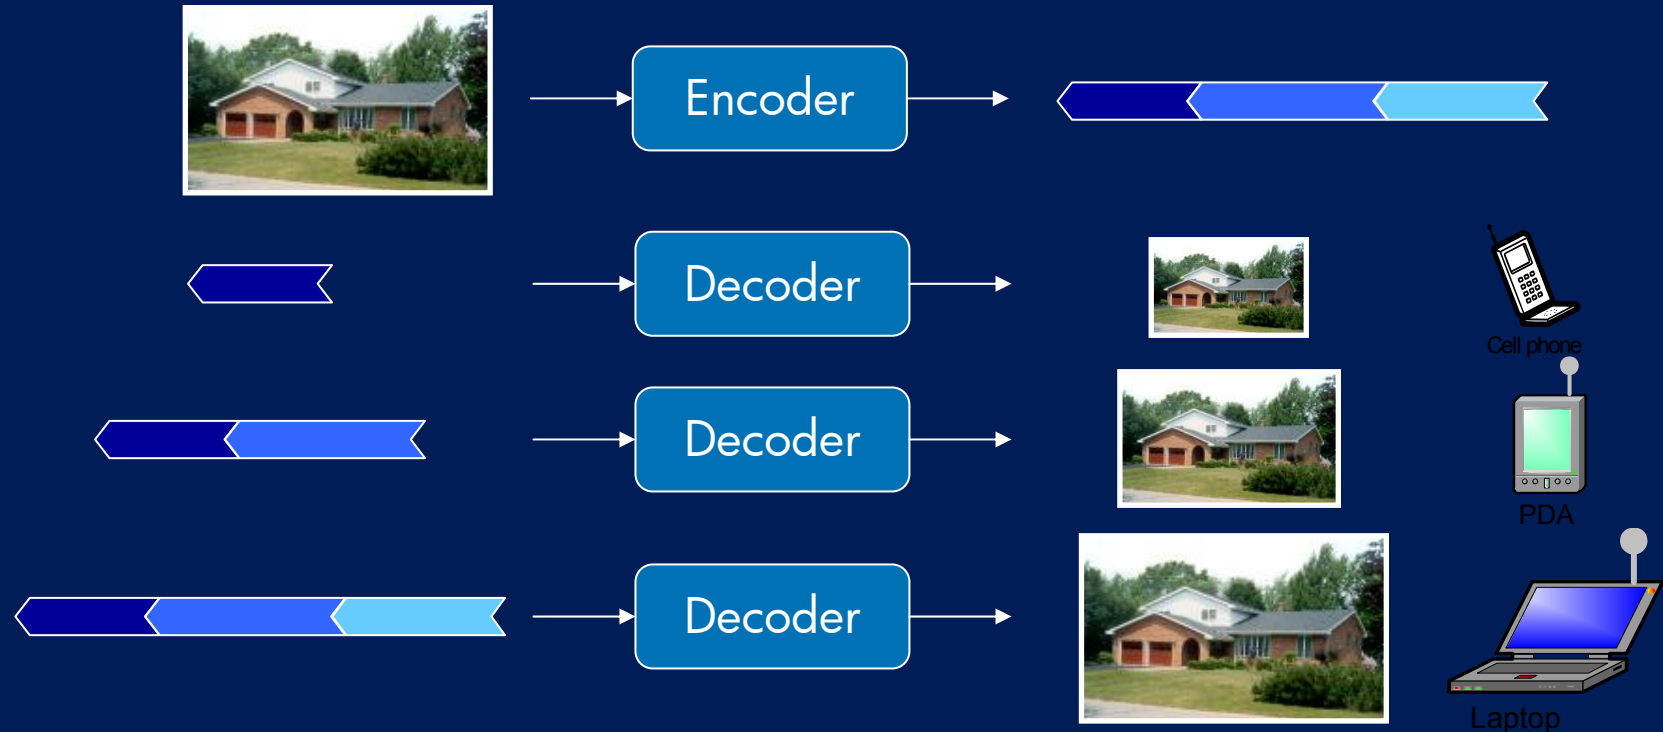 Encoder
Decoder
Cell phone
Decoder
PDA
Decoder
Laptop